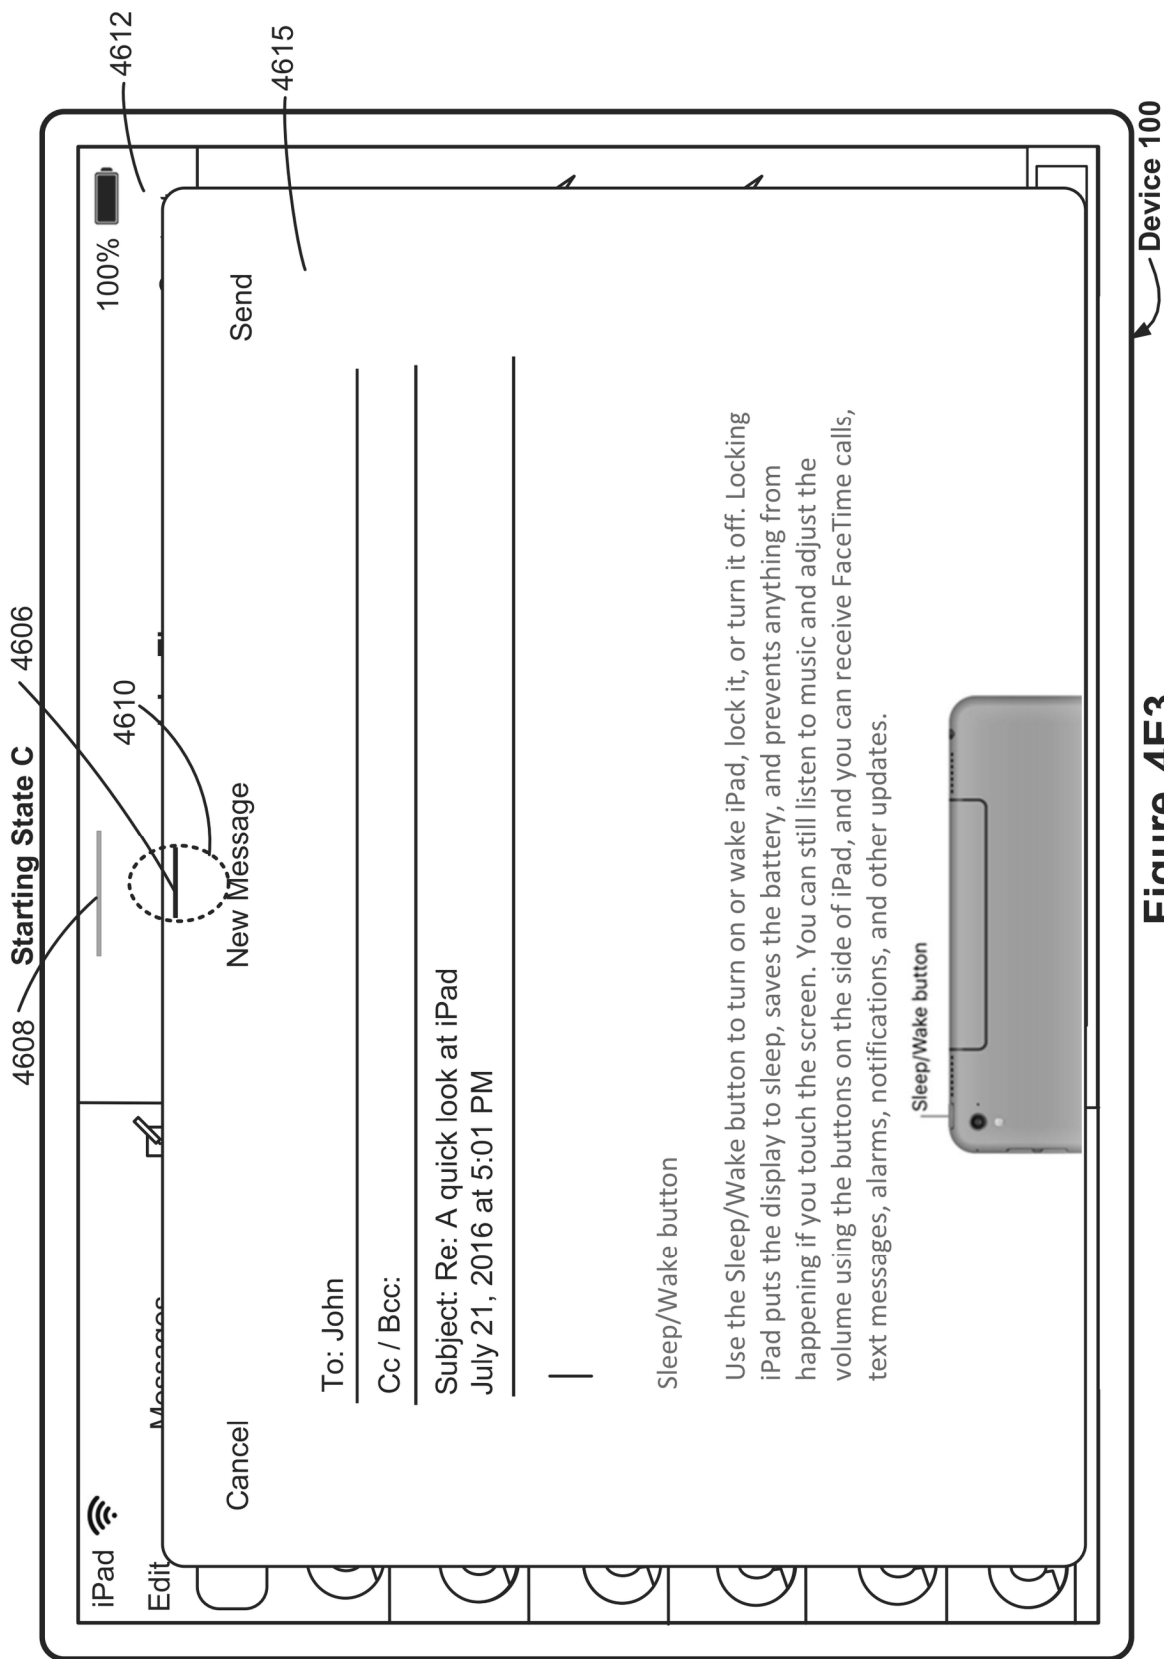 Starting State C
4608
4606
4610
4612
4615
iPad
100%
Edit
Messages
Cancel
New Message
Send
To: John
Cc / Bcc:
Subject: Re: A quick look at iPad
July 21, 2016 at 5:01 PM
Sleep/Wake button
Use the Sleep/Wake button to turn on or wake iPad, lock it, or turn it off. Locking
iPad puts the display to sleep, saves the battery, and prevents anything from
happening if you touch the screen. You can still listen to music and adjust the
volume using the buttons on the side of iPad, and you can receive FaceTime calls,
text messages, alarms, notifications, and other updates.
Sleep/Wake button
Device 100
Figure 4E3